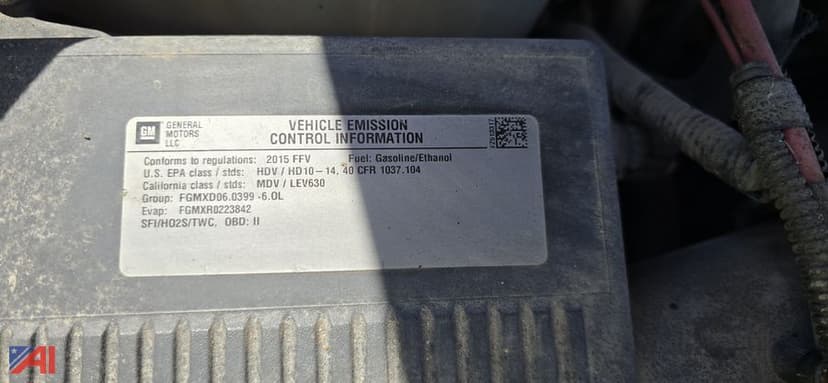 GM
GENERAL
MOTORS
LLC
VEHICLE EMISSION
CONTROL INFORMATION
Conforms to regulations: 2015 FFV Fuel: Gasoline/Ethanol
U.S. EPA class / stds: HDV / HD10-14, 40 CFR 1037.104
California class / stds: MDV / LEV630
Group: FGMXD06.0399 -6.0L
Evap: FGMXR0223842
SFI/HO2S/TWC, OBD: II
AI